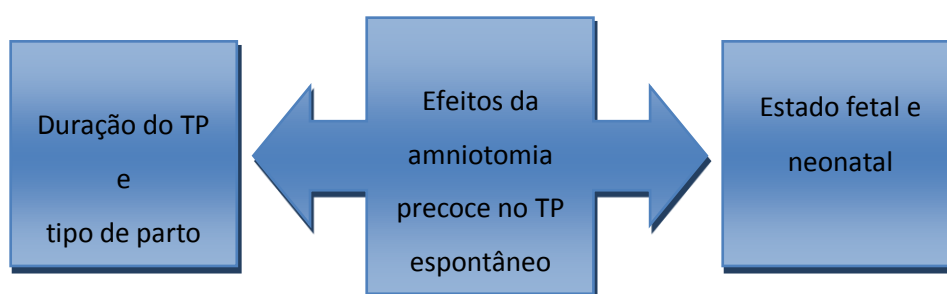 Duração do TP
e
tipo de parto
Efeitos da
amniotomia
precoce no TP
espontâneo
Estado fetal e
neonatal